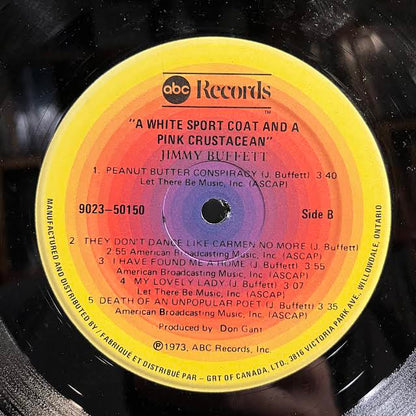 abc Records
TM
"A WHITE SPORT COAT AND A
PINK CRUSTACEAN"
JIMMY BUFFETT
1. PEANUT BUTTER CONSPIRACY (J. Buffett) 3:40
Let There Be Music, Inc. (ASCAP)
9023-50150
Side B
2. THEY DON'T DANCE LIKE CARMEN NO MORE (J. Buffett)
2 55 American Broadcasting Music, Inc. (ASCAP)
3. I HAVE FOUND ME A HOME (J. Buffett) 3:55
American Broadcasting Music, Inc. (ASCAP)
4. MY LOVELY LADY (J. Buffett) 3:07
Let There Be Music, Inc. (ASCAP)
5 DEATH OF AN UNPOPULAR POET (J. Buffett) 3:35
American Broadcasting Music, Inc. (ASCAP)
Produced by Don Gant
Ⓟ1973, ABC Records, Inc.
MANUFACTURED AND DISTRIBUTED BY / FABRIQUÉ ET DISTRIBUÉ PAR - GRT OF CANADA, LTD., 3816 VICTORIA PARK AVE., WILLOWDALE, ONTARIO